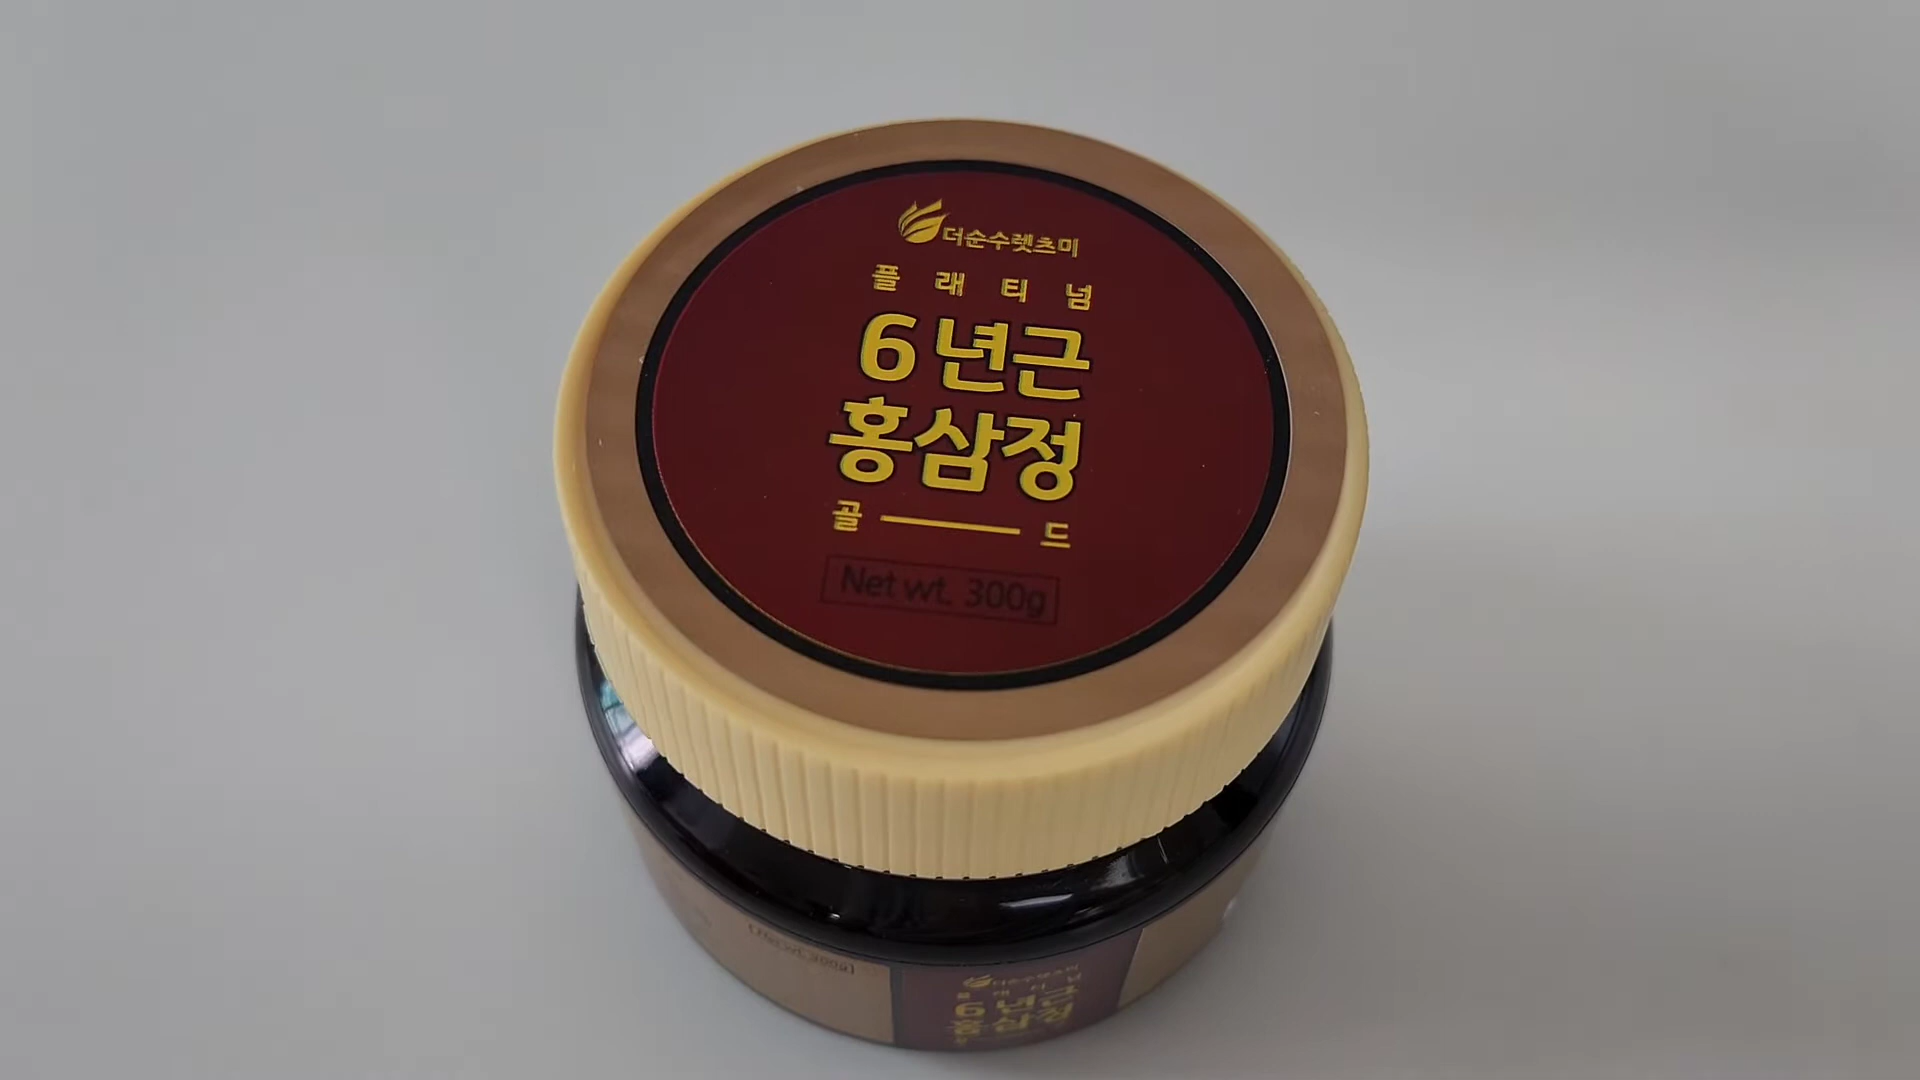 더순수렛츠미
플래티넘
6년근
홍삼정
골드
Net wt. 300g
6년근
홍삼정